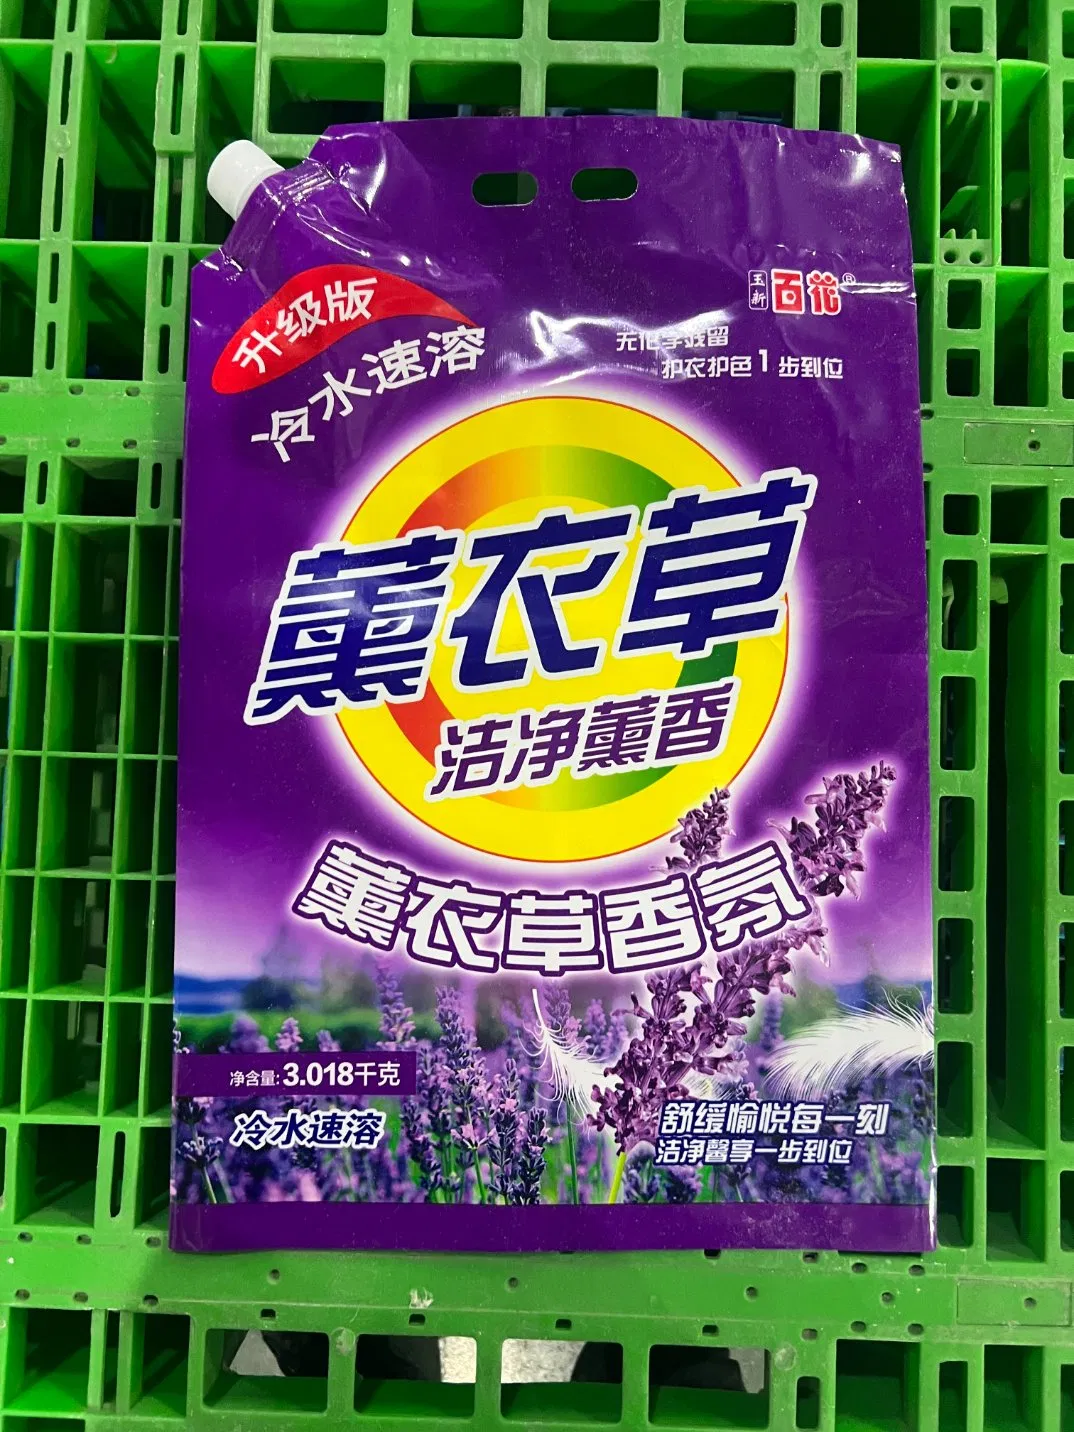 玉新
百花®
升级版
冷水速溶
无化学残留
护衣护色1步到位
薰衣草
洁净薰香
薰衣草香氛
净含量:3.018千克
冷水速溶
舒缓愉悦每一刻
洁净馨享一步到位